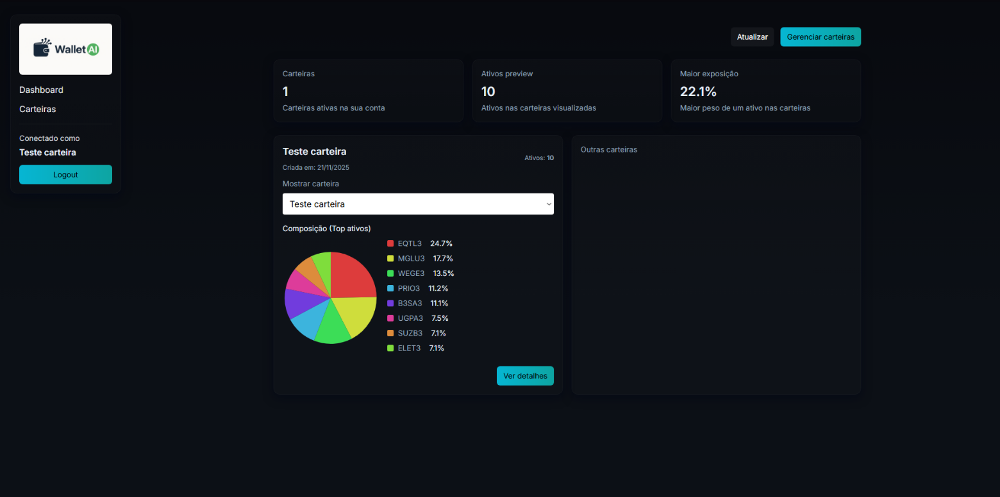 WalletAI
Dashboard
Carteiras
Conectado como
Teste carteira
Logout
Atualizar
Gerenciar carteiras
Carteiras
1
Carteiras ativas na sua conta
Ativos preview
10
Ativos nas carteiras visualizadas
Maior exposição
22.1%
Maior peso de um ativo nas carteiras
Teste carteira
Ativos: 10
Criada em: 21/11/2025
Mostrar carteira
Teste carteira
Composição (Top ativos)
EQTL3 24.7%
MGLU3 17.7%
WEGE3 13.5%
PRIO3 11.2%
B3SA3 11.1%
UGPA3 7.5%
SUZB3 7.1%
ELET3 7.1%
Ver detalhes
Outras carteiras